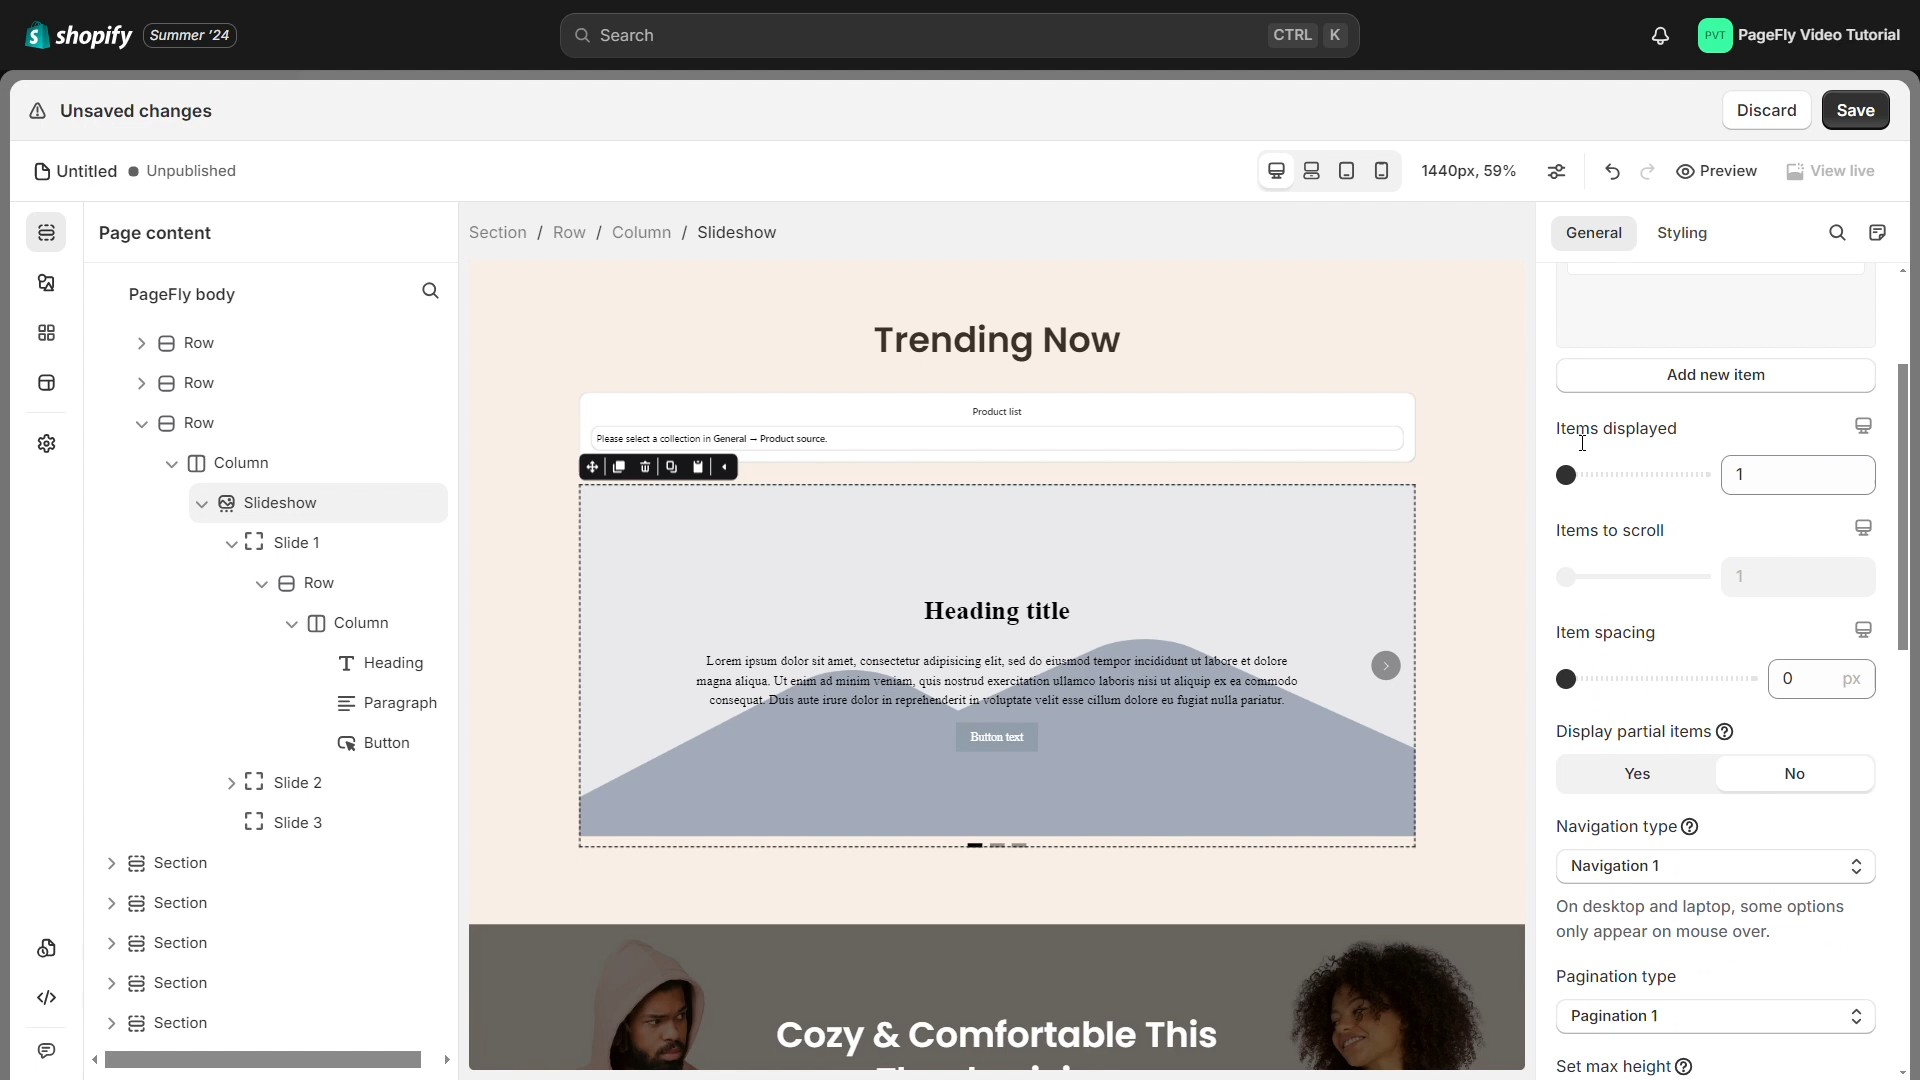 shopify Summer '24
Search CTRL K
PVT PageFly Video Tutorial
Unsaved changes
Discard
Save
Untitled Unpublished
1440px, 59%
Preview
View live
Page content
Section / Row / Column / Slideshow
General
Styling
PageFly body
Row
Row
Row
Column
Slideshow
Slide 1
Row
Column
Heading
Paragraph
Button
Slide 2
Slide 3
Section
Section
Section
Section
Section
Trending Now
Product list
Please select a collection in General – Product source.
Heading title
Lorem ipsum dolor sit amet, consectetur adipisicing elit, sed do eiusmod tempor incididunt ut labore et dolore
magna aliqua. Ut enim ad minim veniam, quis nostrud exercitation ullamco laboris nisi ut aliquip ex ea commodo
consequat. Duis aute irure dolor in reprehenderit in voluptate velit esse cillum dolore eu fugiat nulla pariatur.
Button text
Cozy & Comfortable This
Add new item
Items displayed
1
Items to scroll
1
Item spacing
0 px
Display partial items
Yes
No
Navigation type
Navigation 1
On desktop and laptop, some options
only appear on mouse over.
Pagination type
Pagination 1
Set max height